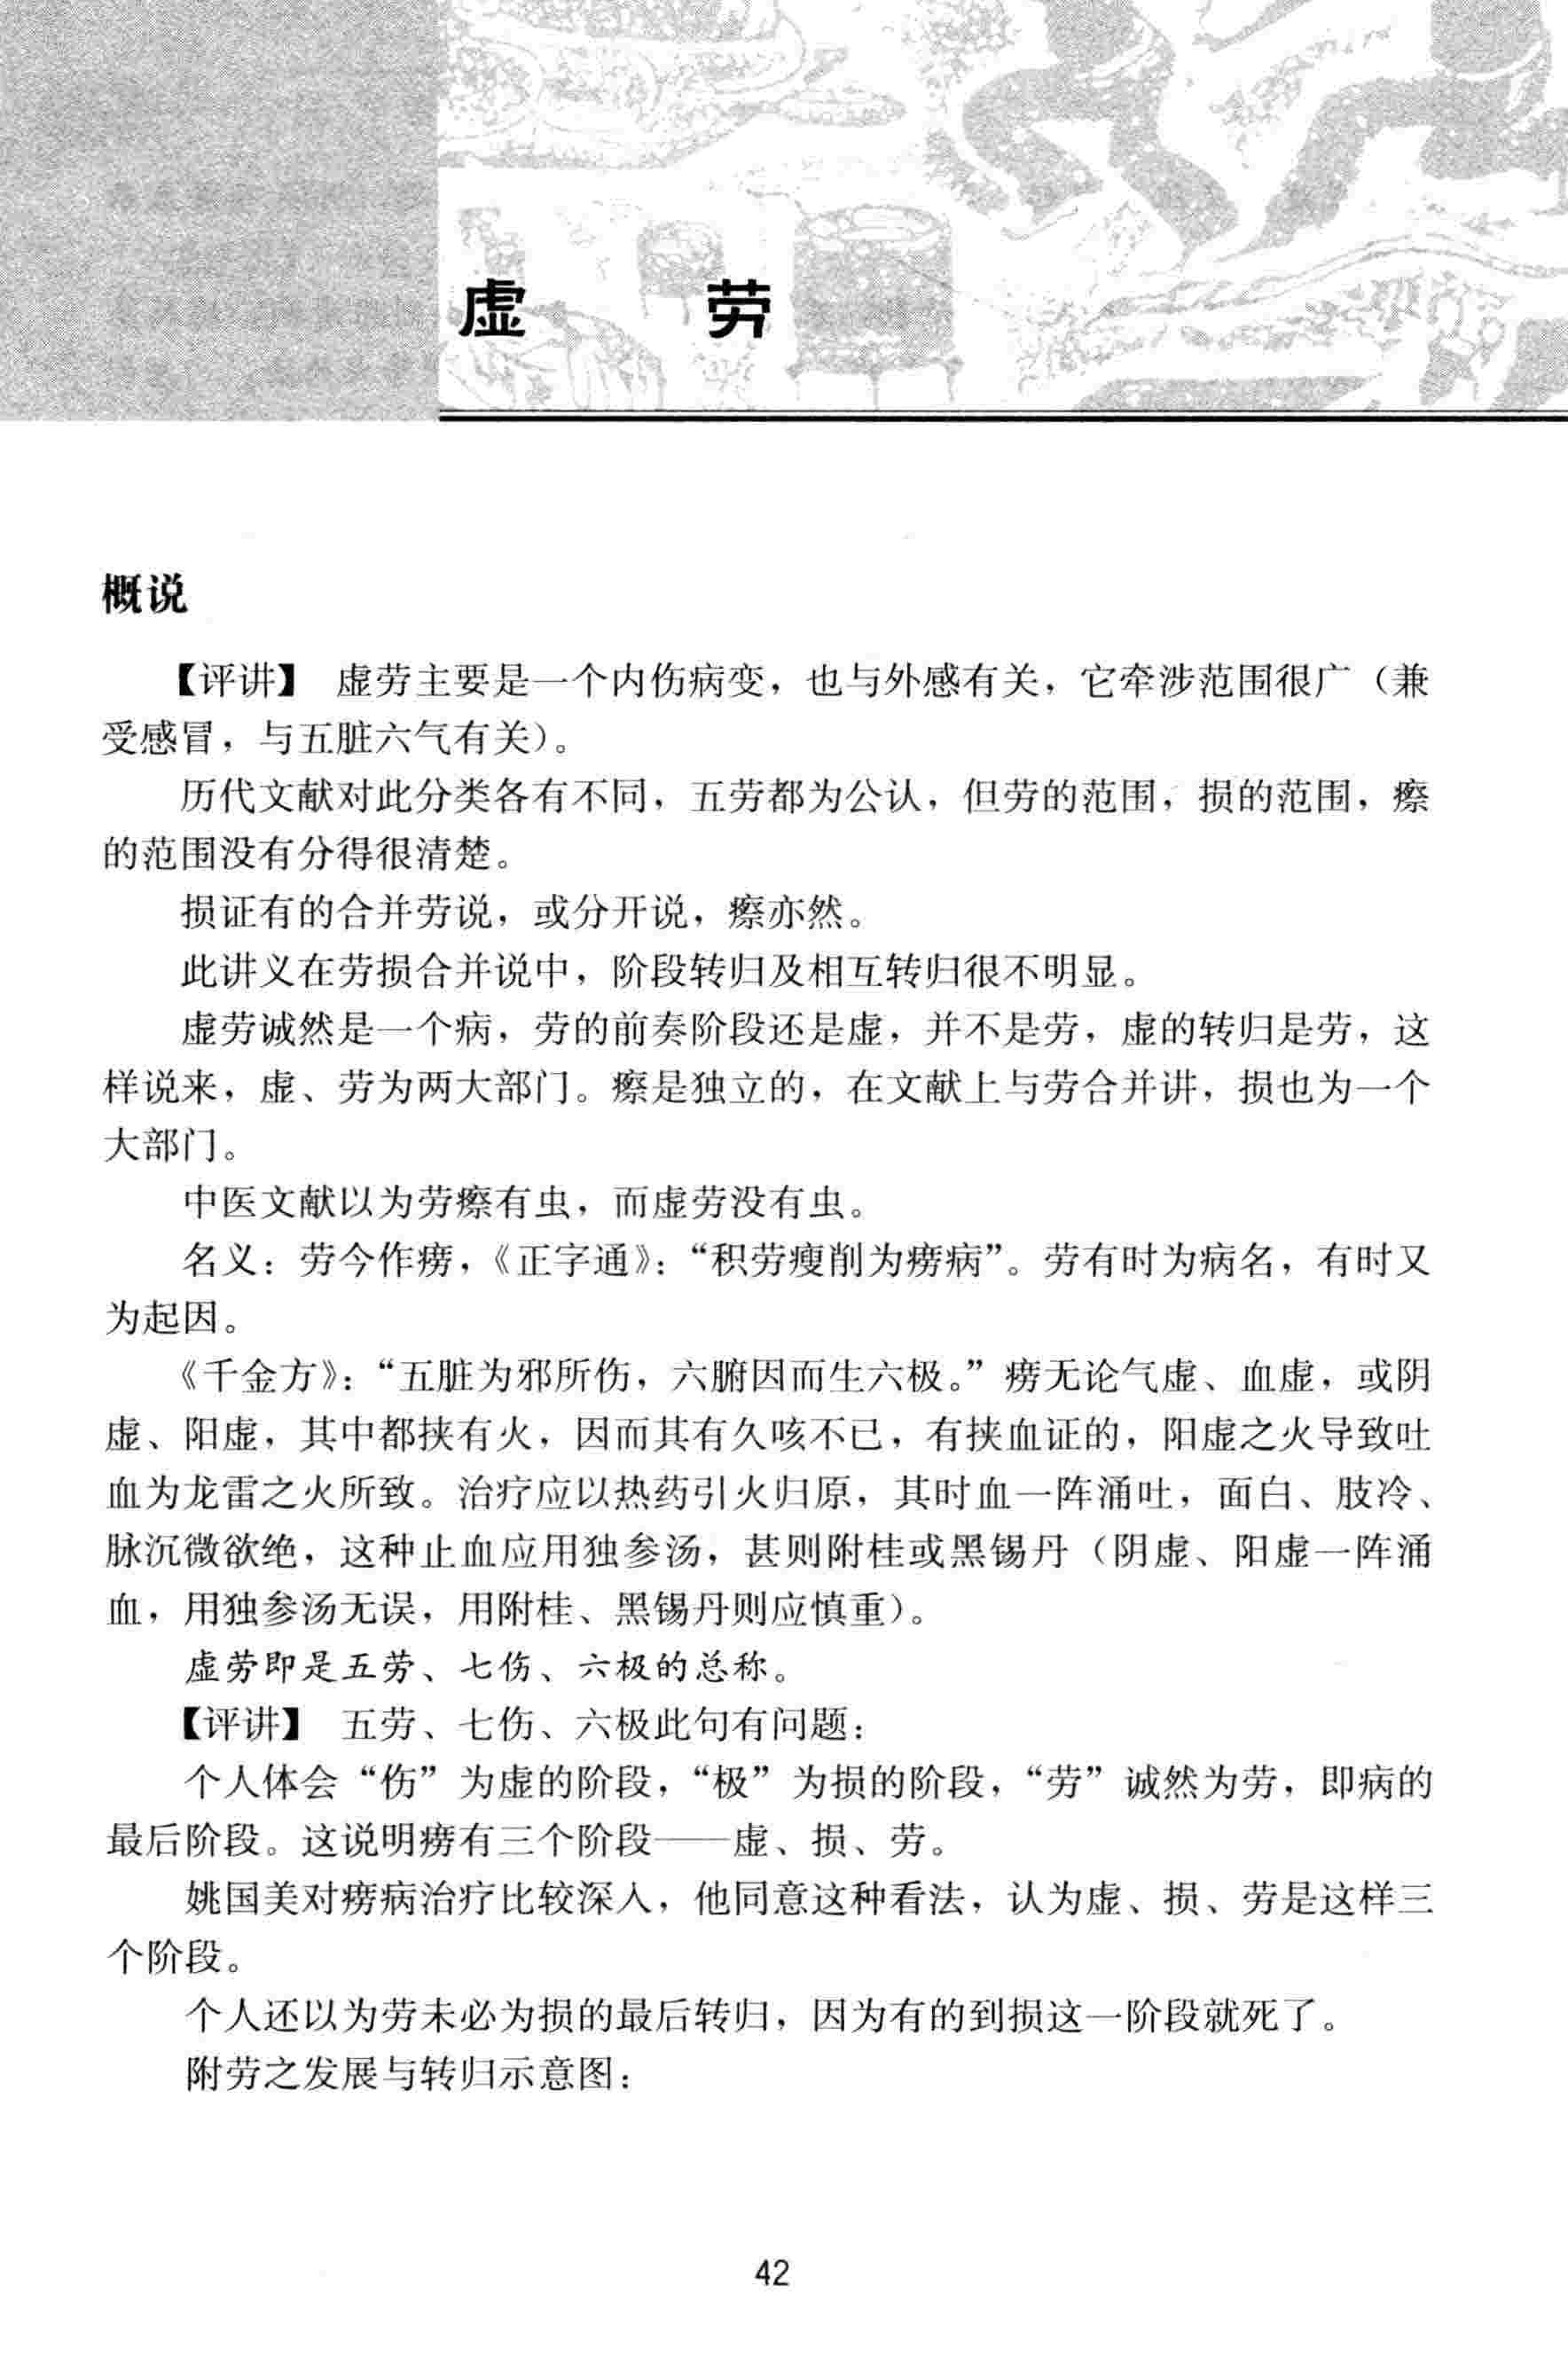 虚 劳
概说
【评讲】 虚劳主要是一个内伤病变，也与外感有关，它牵涉范围很广（兼
受感冒，与五脏六气有关）。
历代文献对此分类各有不同，五劳都为公认，但劳的范围，损的范围，瘵
的范围没有分得很清楚。
损证有的合并劳说，或分开说，瘵亦然。
此讲义在劳损合并说中，阶段转归及相互转归很不明显。
虚劳诚然是一个病，劳的前奏阶段还是虚，并不是劳，虚的转归是劳，这
样说来，虚、劳为两大部门。瘵是独立的，在文献上与劳合并讲，损也为一个
大部门。
中医文献以为劳瘵有虫，而虚劳没有虫。
名义：劳今作痨，《正字通》：“积劳瘦削为痨病”。劳有时为病名，有时又
为起因。
《千金方》：“五脏为邪所伤，六腑因而生六极。”痨无论气虚、血虚，或阴
虚、阳虚，其中都挟有火，因而其有久咳不已，有挟血证的，阳虚之火导致吐
血为龙雷之火所致。治疗应以热药引火归原，其时血一阵涌吐，面白、肢冷、
脉沉微欲绝，这种止血应用独参汤，甚则附桂或黑锡丹（阴虚、阳虚一阵涌
血，用独参汤无误，用附桂、黑锡丹则应慎重）。
虚劳即是五劳、七伤、六极的总称。
【评讲】 五劳、七伤、六极此句有问题：
个人体会“伤”为虚的阶段，“极”为损的阶段，“劳”诚然为劳，即病的
最后阶段。这说明痨有三个阶段——虚、损、劳。
姚国美对痨病治疗比较深入，他同意这种看法，认为虚、损、劳是这样三
个阶段。
个人还以为劳未必为损的最后转归，因为有的到损这一阶段就死了。
附劳之发展与转归示意图：
42